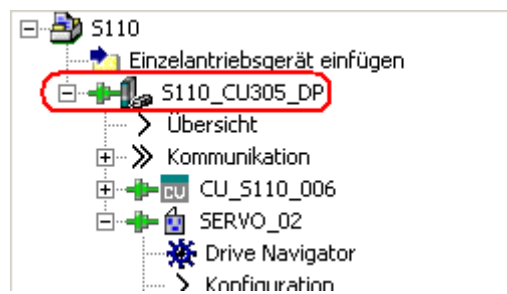 S110
Einzelantriebsgerät einfügen
S110_CU305_DP
Übersicht
Kommunikation
CU CU_S110_006
SERVO_02
Drive Navigator
Konfiguration